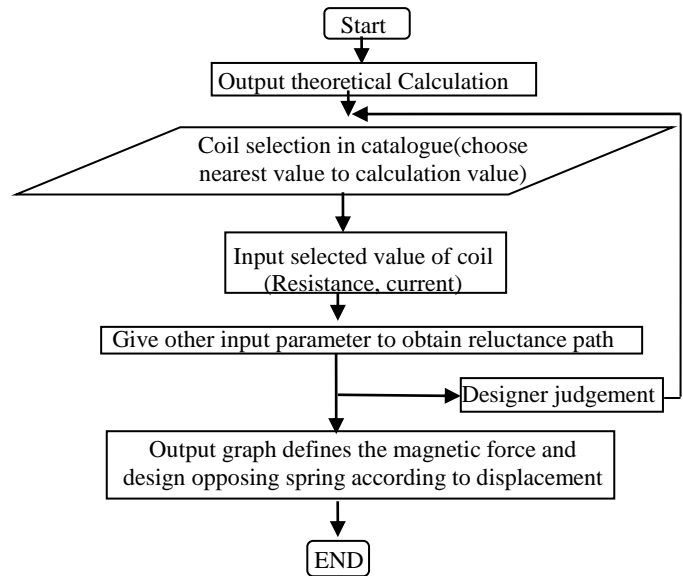 Start
Output theoretical Calculation
Coil selection in catalogue(choose
nearest value to calculation value)
Input selected value of coil
(Resistance, current)
Give other input parameter to obtain reluctance path
Designer judgement
Output graph defines the magnetic force and
design opposing spring according to displacement
END